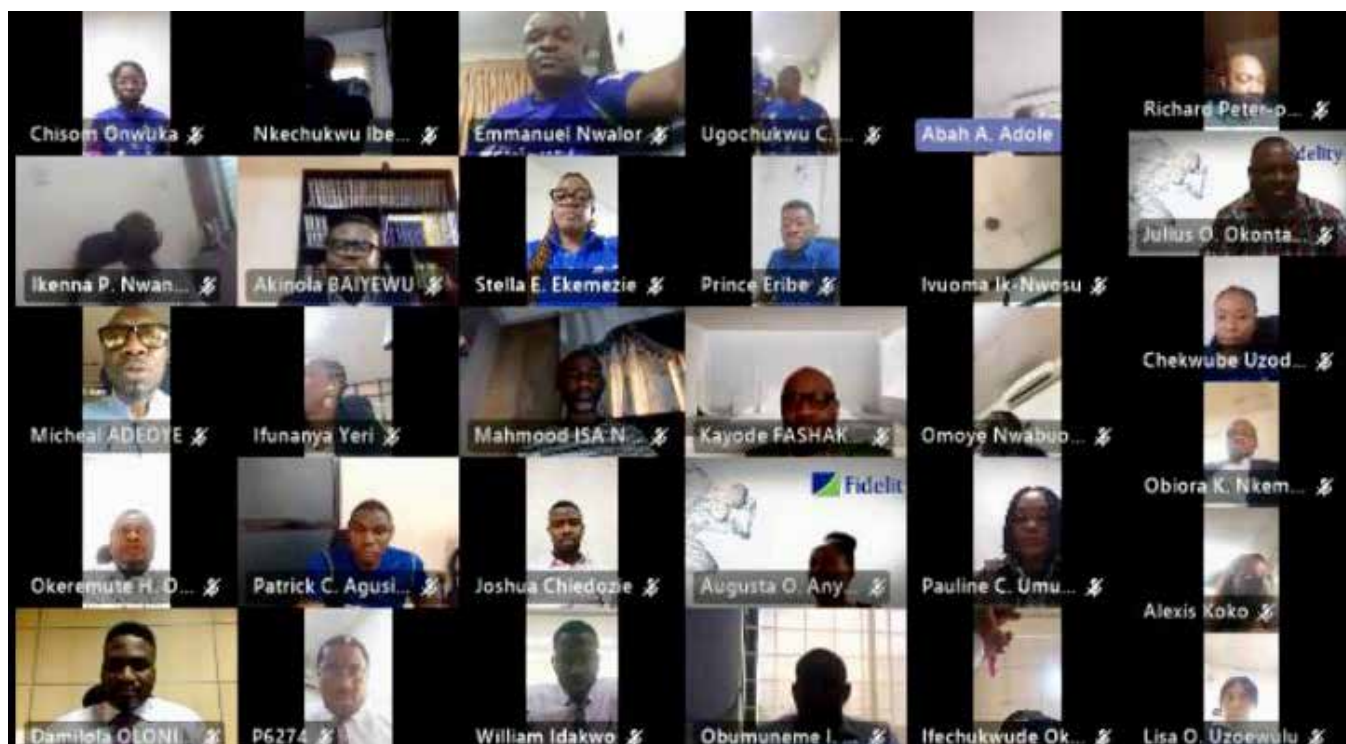 Chisom Onwuka
Nkechukwu Ibe...
Emmanuel Nwalor
Ugochukwu C. ...
Abah A. Adole
Richard Peter-o...
delity
Julius O. Okonta...
Ikenna P. Nwan...
Akinola BAIYEWU
Stella E. Ekemezie
Prince Eribe
Ivuoma Ik-Nwosu
Chekwube Uzod...
Micheal ADEOYE
Ifunanya Yeri
Mahmood ISA N...
Kayode FASHAK...
Omoye Nwabuo...
Obiora K. Nkem...
Fidelit
Okeremute H. O...
Patrick C. Agusi...
Joshua Chiedozie
Augusta O. Any...
Pauline C. Umu...
Alexis Koko
Damilola OLONI...
P6274
William Idakwo
Obumuneme I. ...
Ifechukwude Ok...
Lisa O. Uzoewulu